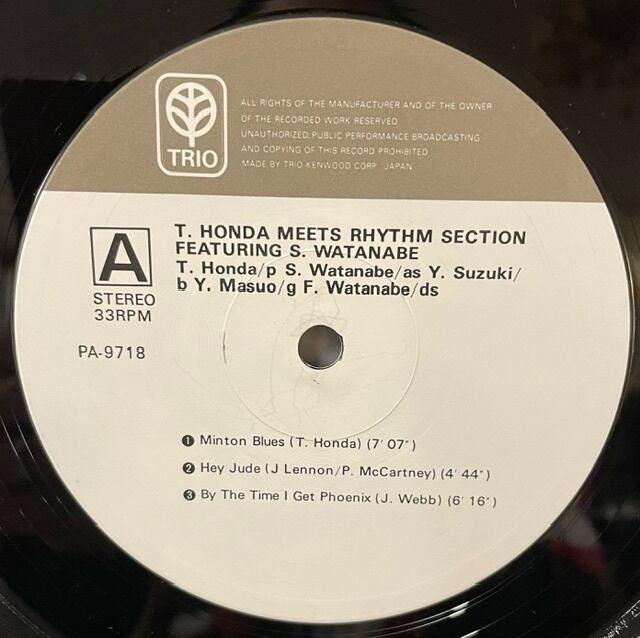 TRIO
ALL RIGHTS OF THE MANUFACTURER AND OF THE OWNER
OF THE RECORDED WORK RESERVED
UNAUTHORIZED PUBLIC PERFORMANCE BROADCASTING
AND COPYING OF THIS RECORD PROHIBITED
MADE BY TRIO-KENWOOD CORP JAPAN
A
STEREO
33RPM
PA-9718
T. HONDA MEETS RHYTHM SECTION
FEATURING S. WATANABE
T. Honda/p S. Watanabe/as Y. Suzuki/
b Y. Masuo/g F. Watanabe/ds
❶ Minton Blues (T. Honda) (7' 07")
❷ Hey Jude (J Lennon/P. McCartney) (4' 44")
❸ By The Time I Get Phoenix (J. Webb) (6' 16")